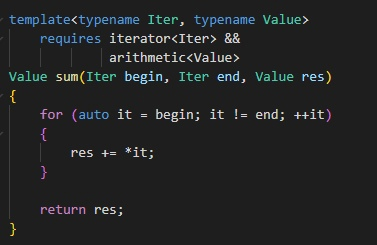 template<typename Iter, typename Value>
    requires iterator<Iter> &&
             arithmetic<Value>
Value sum(Iter begin, Iter end, Value res)
{
    for (auto it = begin; it != end; ++it)
    {
        res += *it;
    }

    return res;
}